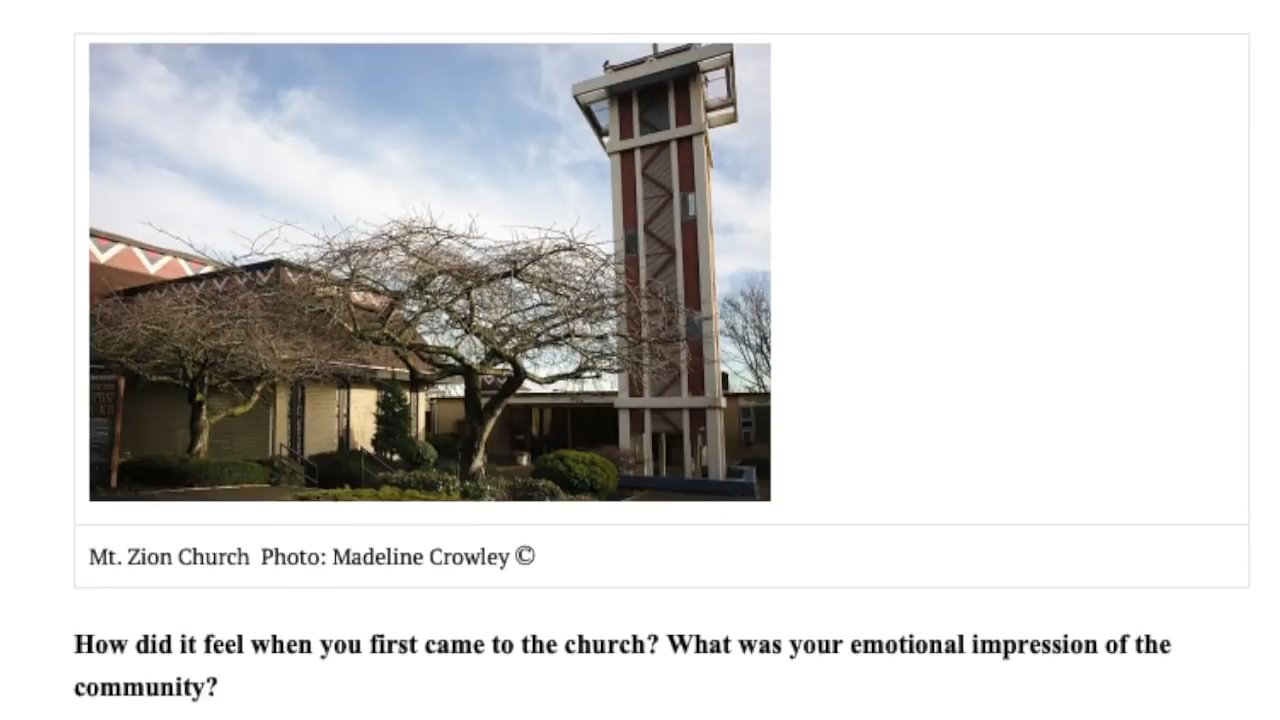 Mt. Zion Church  Photo: Madeline Crowley ©
How did it feel when you first came to the church? What was your emotional impression of the
community?